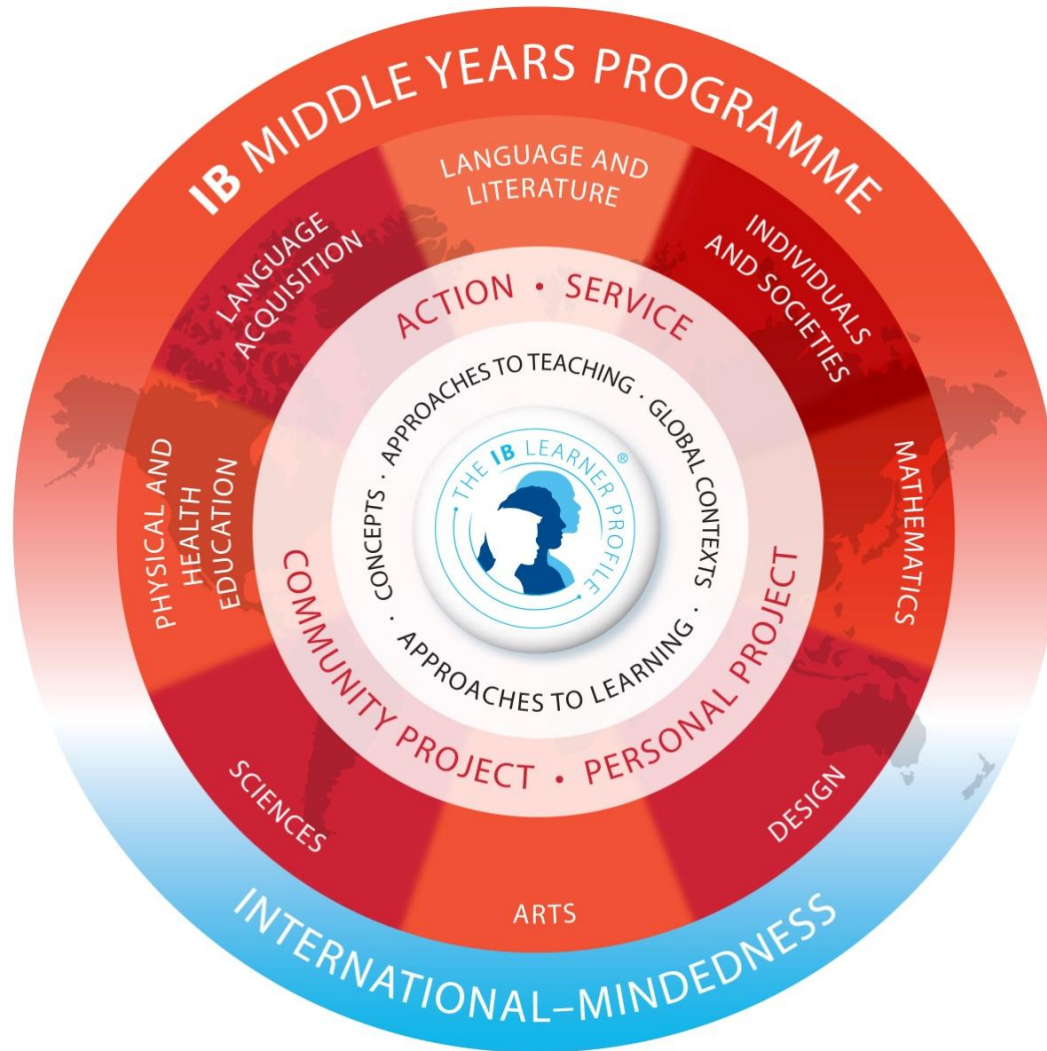 IB MIDDLE YEARS PROGRAMME
LANGUAGE AND
LITERATURE
INDIVIDUALS
AND SOCIETIES
MATHEMATICS
DESIGN
ARTS
SCIENCES
PHYSICAL AND
HEALTH
EDUCATION
LANGUAGE
ACQUISITION
ACTION · SERVICE
COMMUNITY PROJECT · PERSONAL PROJECT
APPROACHES TO TEACHING · GLOBAL CONTEXTS ·
CONCEPTS · APPROACHES TO LEARNING ·
THE IB LEARNER PROFILE ®
INTERNATIONAL–MINDEDNESS